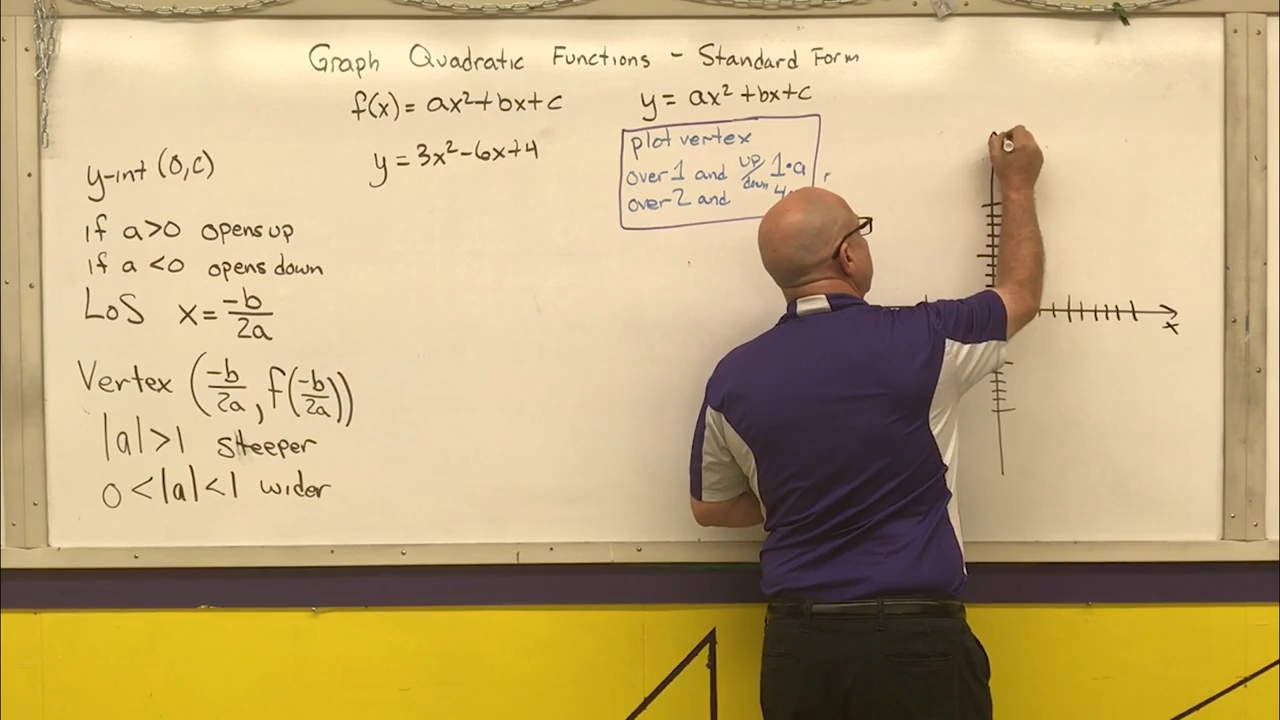 Graph Quadratic Functions - Standard Form
f(x) = ax²+bx+c
y = ax²+bx+c
y = 3x²-6x+4
y-int (0,c)
if a>0 opens up
if a<0 opens down
LoS x = -b/2a
Vertex (-b/2a, f(-b/2a))
|a|>1 steeper
0<|a|<1 wider
plot vertex
over 1 and up/down 1•a
over 2 and 4
x